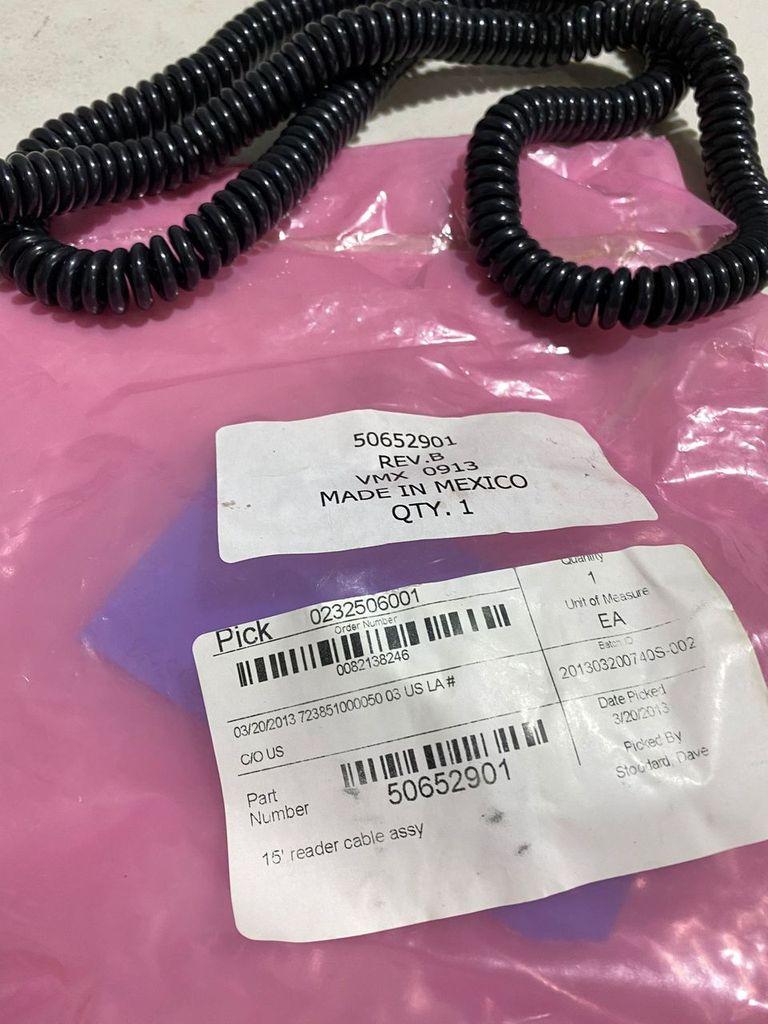 50652901
REV.B
VMX 0913
MADE IN MEXICO
QTY. 1
Pick 0232506001
Order Number
0082138246
Quantity
1
Unit of Measure
EA
Batch ID
201303200740S-002
03/20/2013 723851000050 03 US LA #
C/O US
Date Picked
3/20/2013
Picked By
Stoddard, Dave
Part
Number
50652901
15' reader cable assy